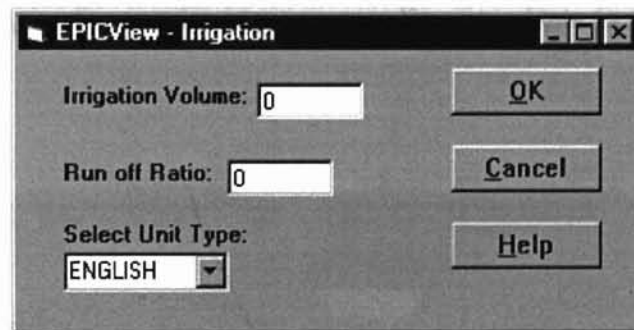 EPICView - Irrigation
Irrigation Volume: 0
OK
Run off Ratio: 0
Cancel
Select Unit Type:
ENGLISH
Help